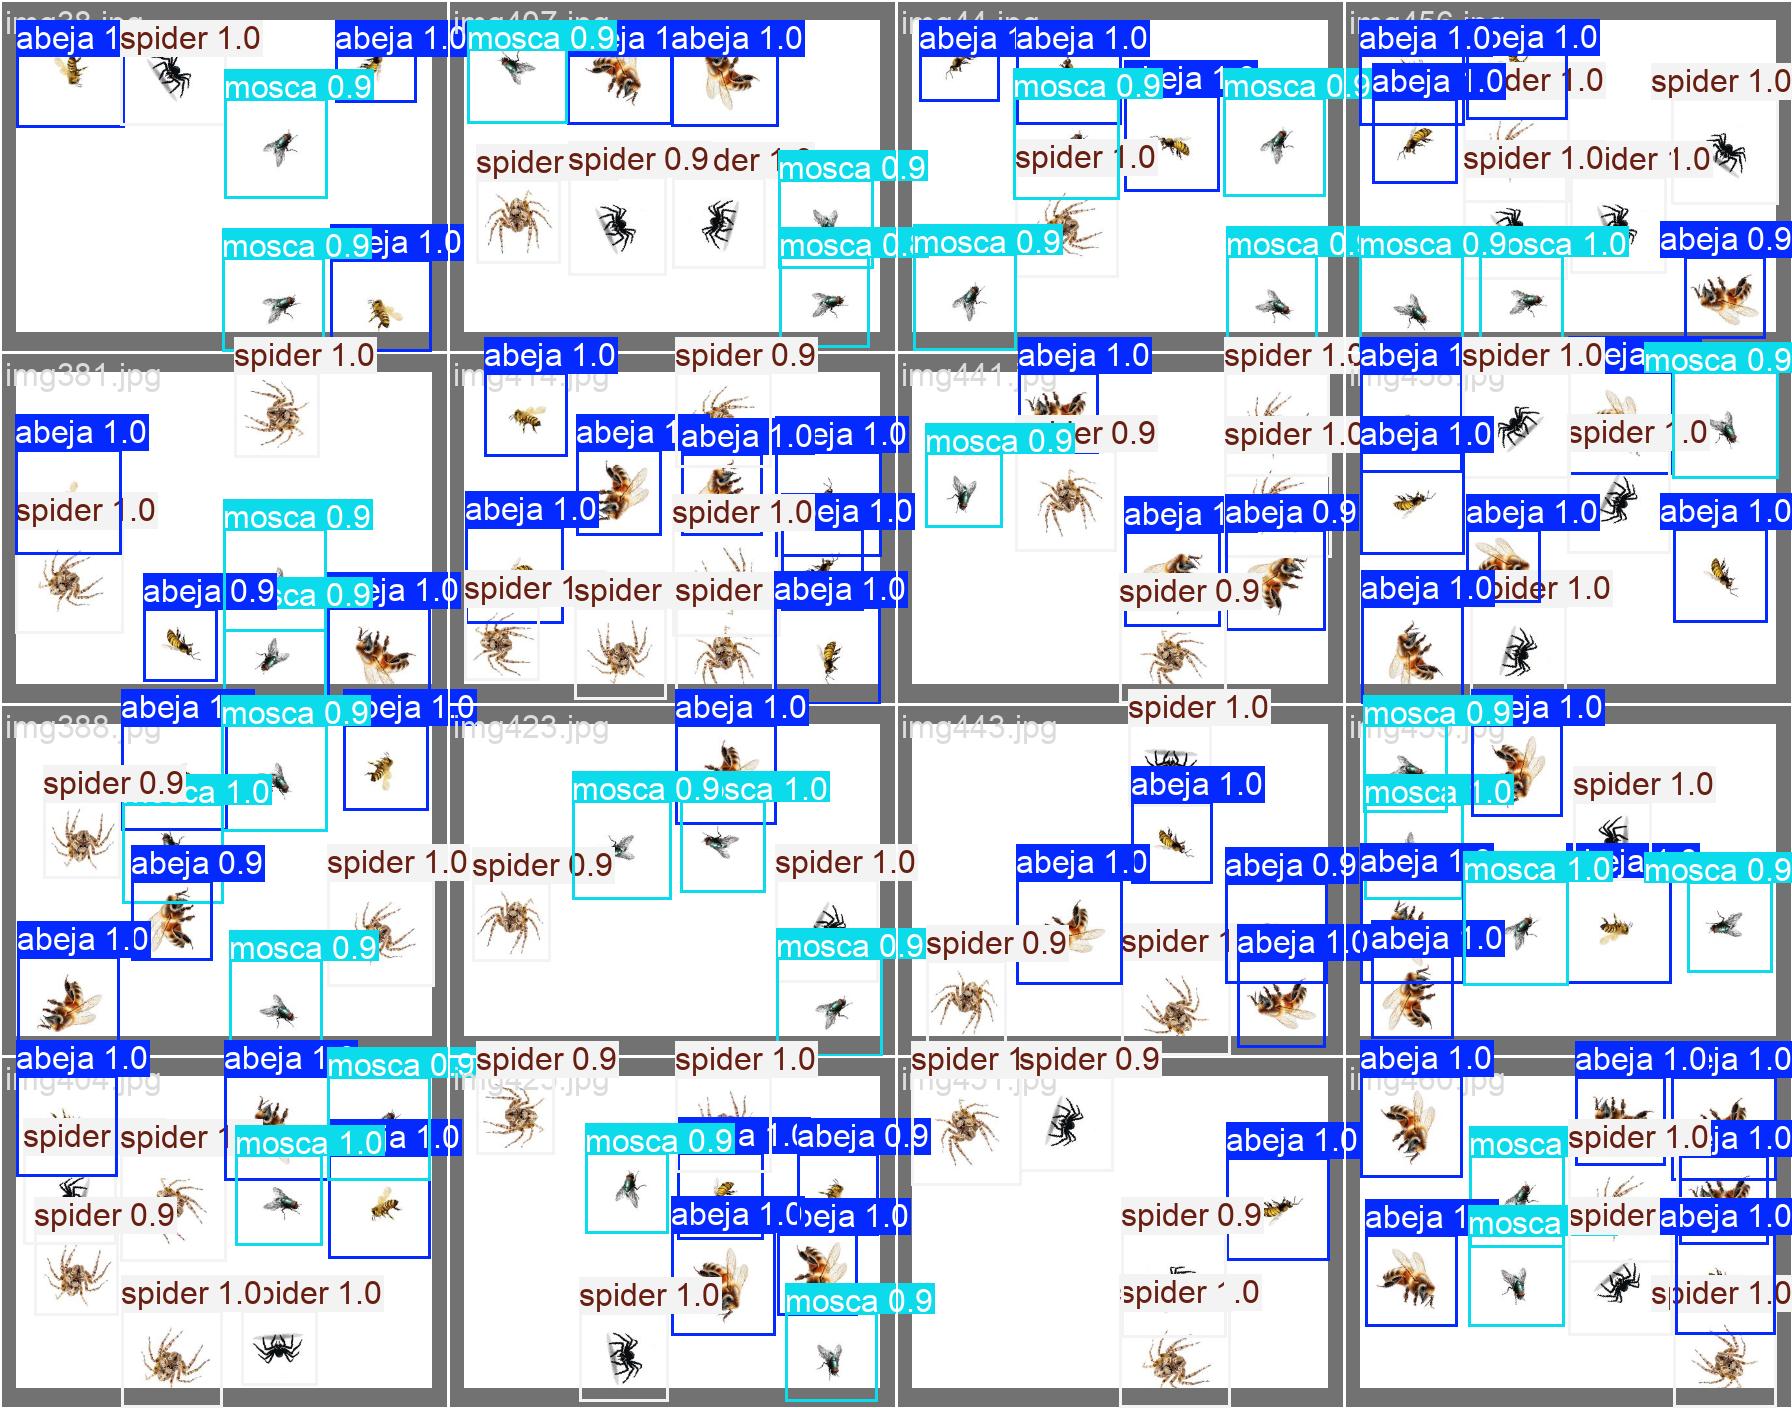 img38.jpg
abeja 1
spider 1.0
abeja 1.0
mosca 0.9
mosca 0.9
eja 1.0
img407.jpg
mosca 0.9
eja 1
abeja 1.0
spider
spider 0.9
der 1.0
mosca 0.9
mosca 0.9
img44.jpg
abeja 1
abeja 1.0
mosca 0.9
eja 1.0
mosca 0.9
spider 1.0
mosca 0.9
mosca 0.9
img456.jpg
abeja 1.0
beja 1.0
abeja 1.0
der 1.0
spider 1.0
spider 1.0
ider 1.0
mosca 0.9
osca 1.0
abeja 0.9
img381.jpg
spider 1.0
abeja 1.0
spider 1.0
mosca 0.9
abeja 0.9
sca 0.9
eja 1.0
img414.jpg
abeja 1.0
spider 0.9
abeja 1
abeja 1.0
eja 1.0
abeja 1.0
spider 1.0
eja 1.0
spider 1
spider
spider
abeja 1.0
img441.jpg
abeja 1.0
spider 1.0
mosca 0.9
er 0.9
spider 1.0
abeja 1
abeja 0.9
spider 0.9
img458.jpg
abeja 1
spider 1.0
eja
mosca 0.9
abeja 1.0
spider 1.0
abeja 1.0
abeja 1.0
abeja 1.0
pider 1.0
img388.jpg
abeja 1
mosca 0.9
beja 1.0
spider 0.9
sca 1.0
abeja 0.9
spider 1.0
abeja 1.0
mosca 0.9
img423.jpg
abeja 1.0
mosca 0.9
sca 1.0
spider 0.9
spider 1.0
mosca 0.9
img443.jpg
spider 1.0
abeja 1.0
abeja 1.0
abeja 0.9
spider 0.9
spider 1
abeja 1.0
mosca 0.9
eja 1.0
mosca 1.0
spider 1.0
abeja 1
mosca 1.0
eja
mosca 0.9
abeja 1.0
img404.jpg
abeja 1.0
abeja 1
mosca 0.9
spider
spider 1
mosca 1.0
a 1.0
spider 0.9
spider 1.0
pider 1.0
img425.jpg
spider 0.9
spider 1.0
mosca 0.9
a 1.0
abeja 0.9
abeja 1.0
beja 1.0
spider 1.0
mosca 0.9
img451.jpg
spider 1
spider 0.9
abeja 1.0
spider 0.9
spider 1.0
img460.jpg
abeja 1.0
abeja 1.0
ja 1.0
mosca
spider 1.0
ja 1.0
abeja 1
mosca
spider
abeja 1.0
spider 1.0